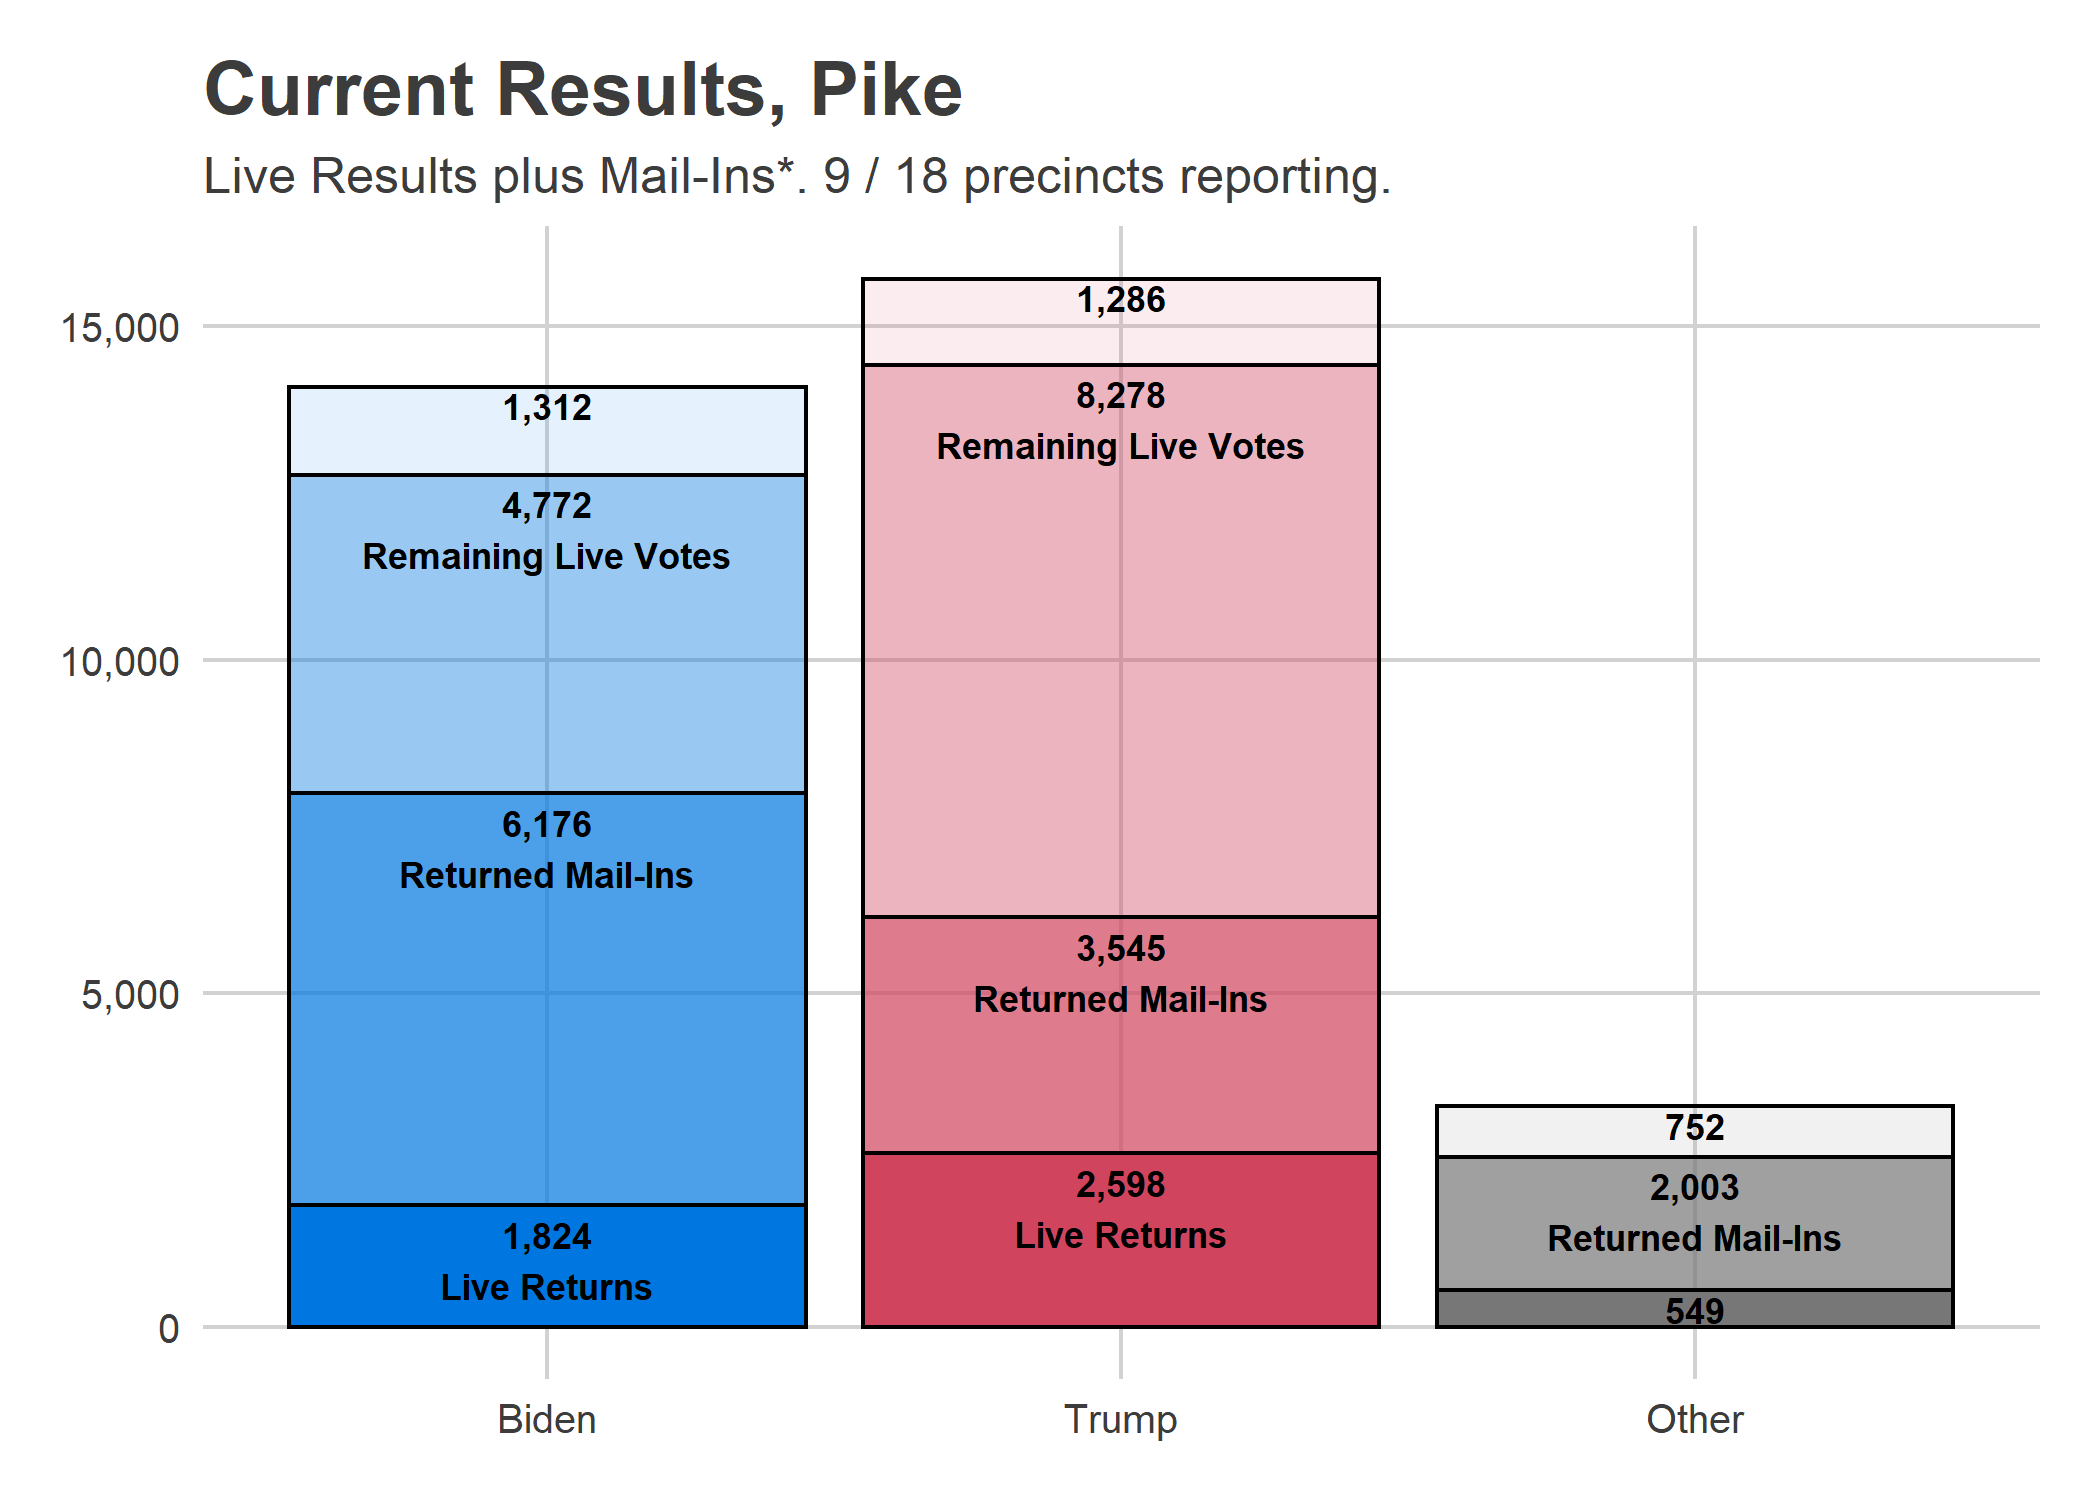 Current Results, Pike
Live Results plus Mail-Ins*. 9 / 18 precincts reporting.
15,000
10,000
5,000
0
1,312
4,772
Remaining Live Votes
6,176
Returned Mail-Ins
1,824
Live Returns
1,286
8,278
Remaining Live Votes
3,545
Returned Mail-Ins
2,598
Live Returns
752
2,003
Returned Mail-Ins
549
Biden
Trump
Other